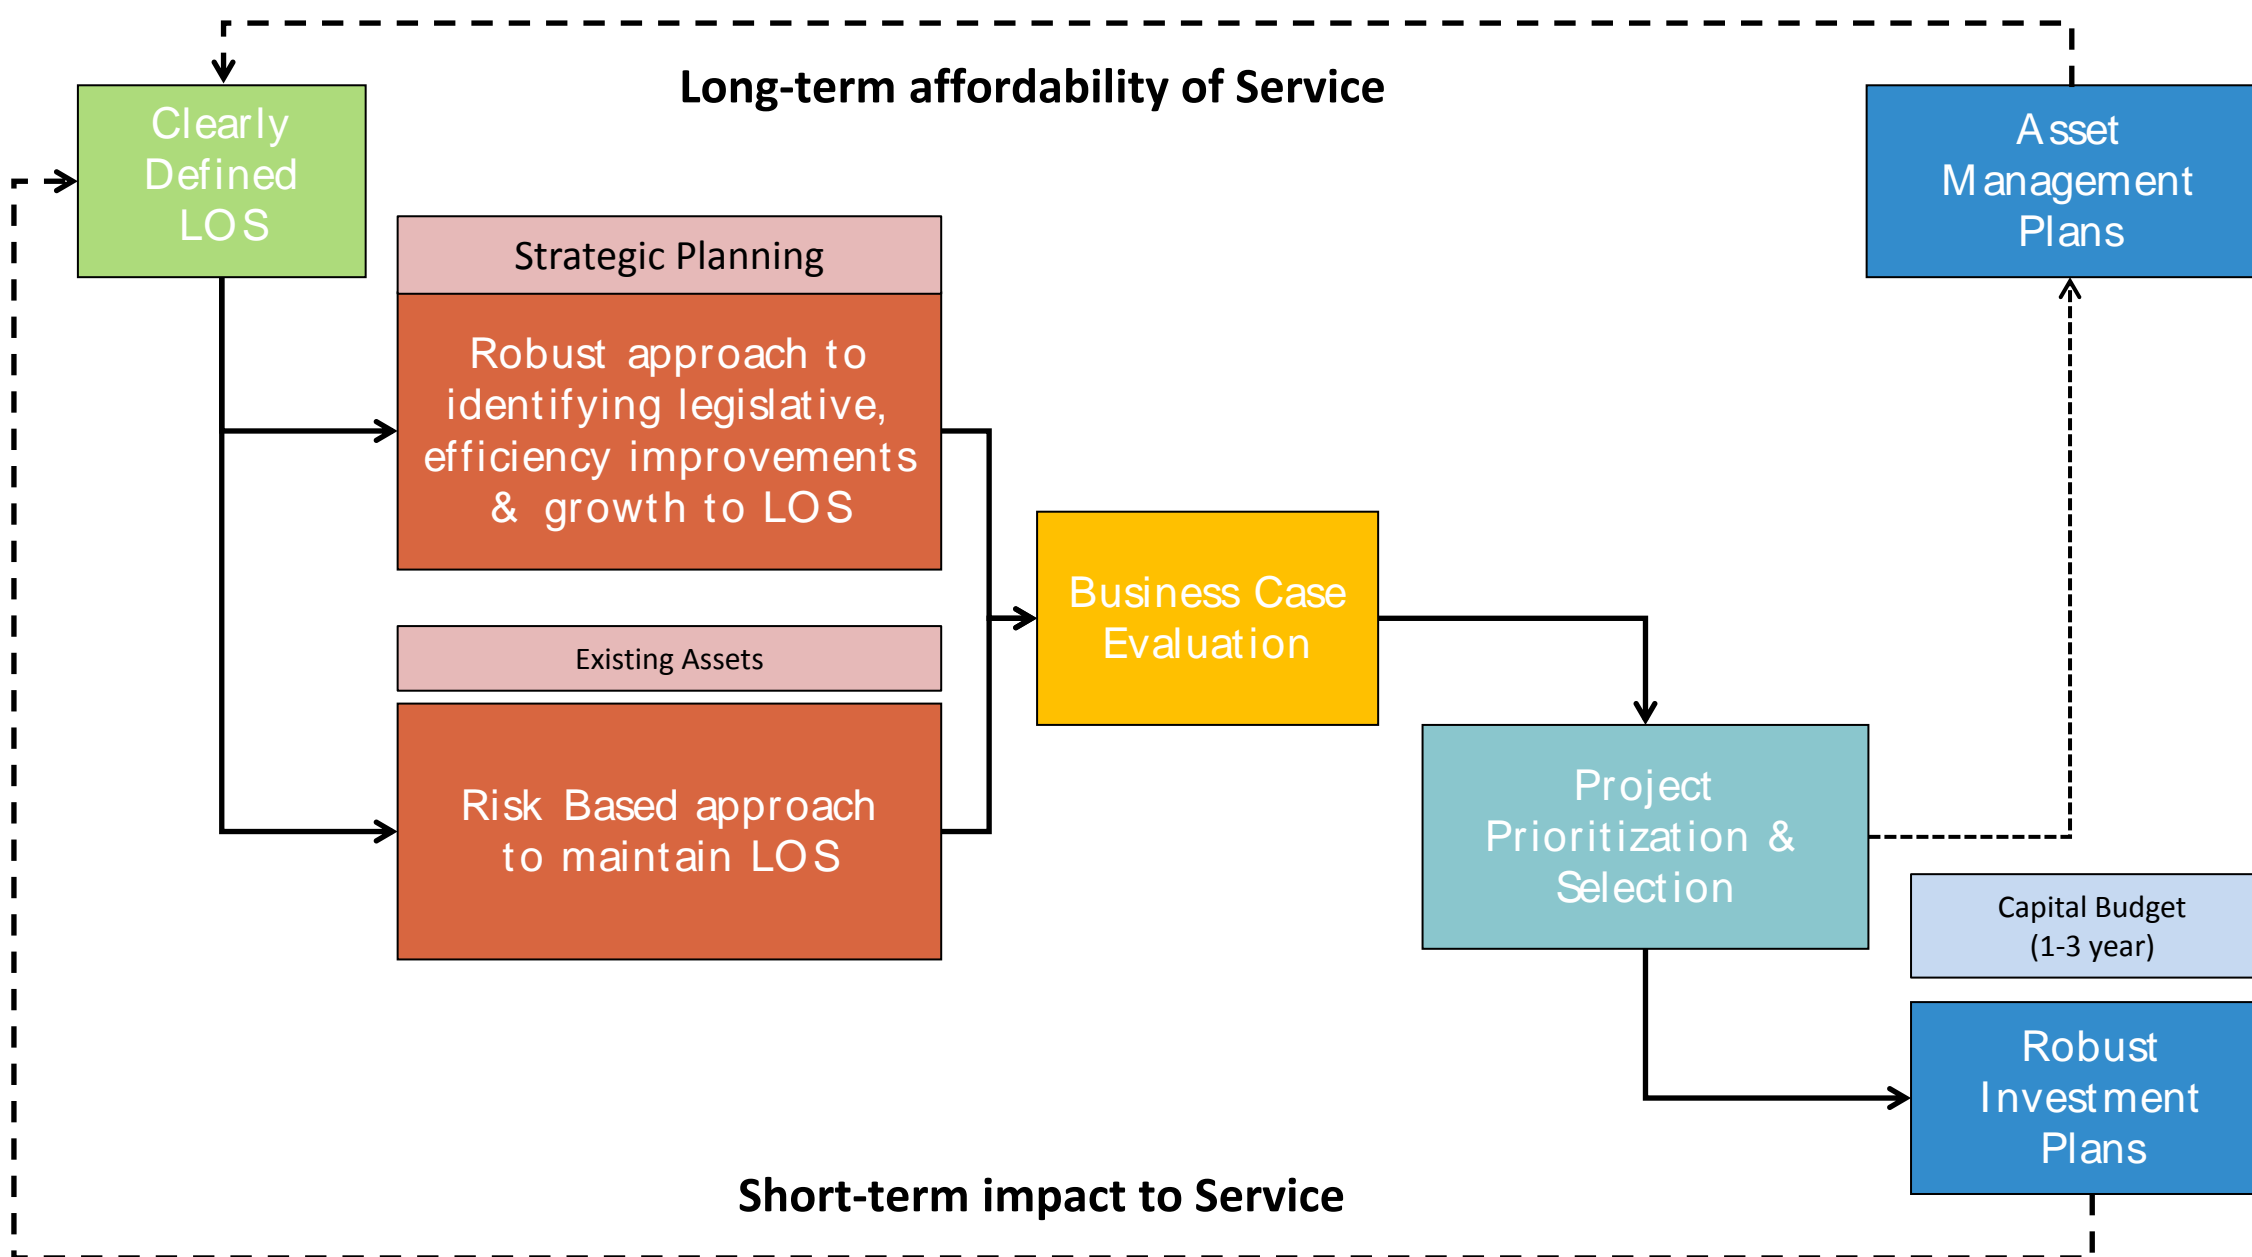 Long-term affordability of Service
Clearly
Defined
LOS
Asset
Management
Plans
Strategic Planning
Robust approach to
identifying legislative,
efficiency improvements
& growth to LOS
Business Case
Evaluation
Existing Assets
Risk Based approach
to maintain LOS
Project
Prioritization &
Selection
Capital Budget
(1-3 year)
Robust
Investment
Plans
Short-term impact to Service